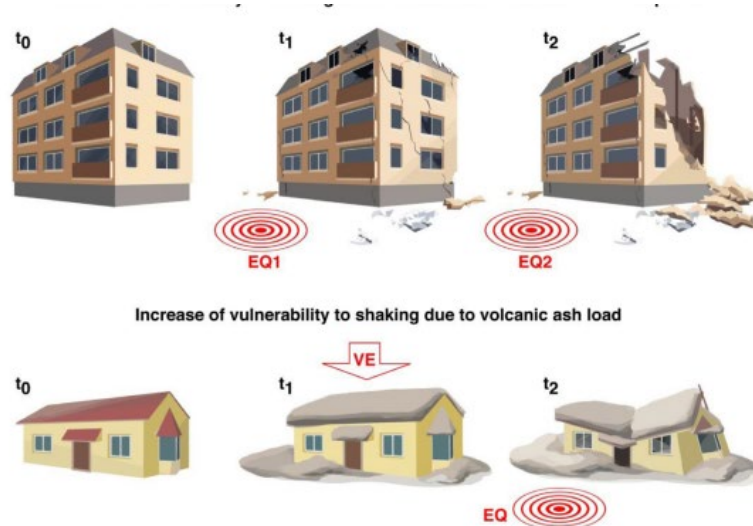 t0 t1 t2
EQ1 EQ2
Increase of vulnerability to shaking due to volcanic ash load
VE
t0 t1 t2
EQ